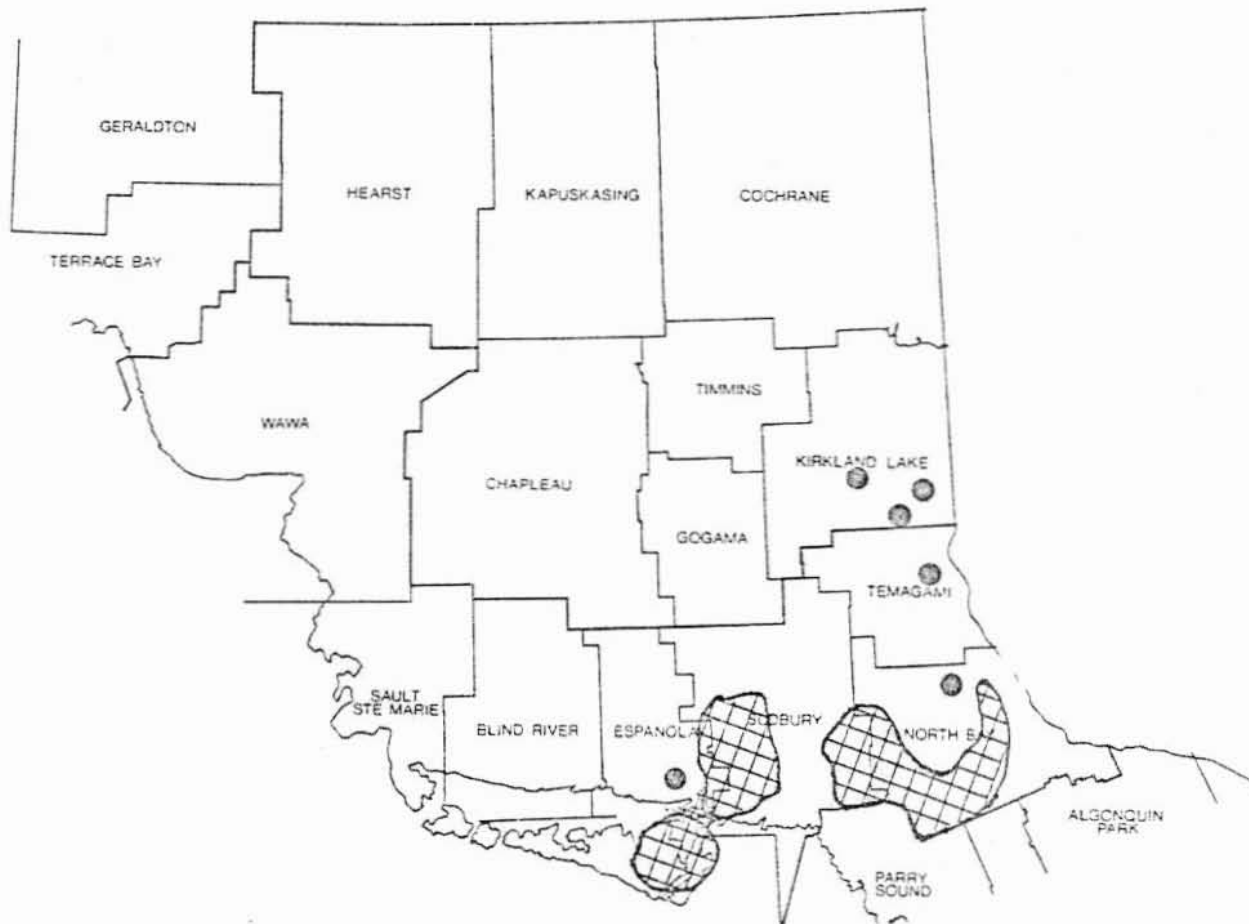 GERALDTON
HEARST
KAPUSKASING
COCHRANE
TERRACE BAY
TIMMINS
WAWA
KIRKLAND LAKE
CHAPLEAU
GOGAMA
TEMAGAMI
SAULT
STE MARIE
BLIND RIVER
ESPANOLA
SUDBURY
NORTH BAY
ALGONQUIN
PARK
PARRY
SOUND